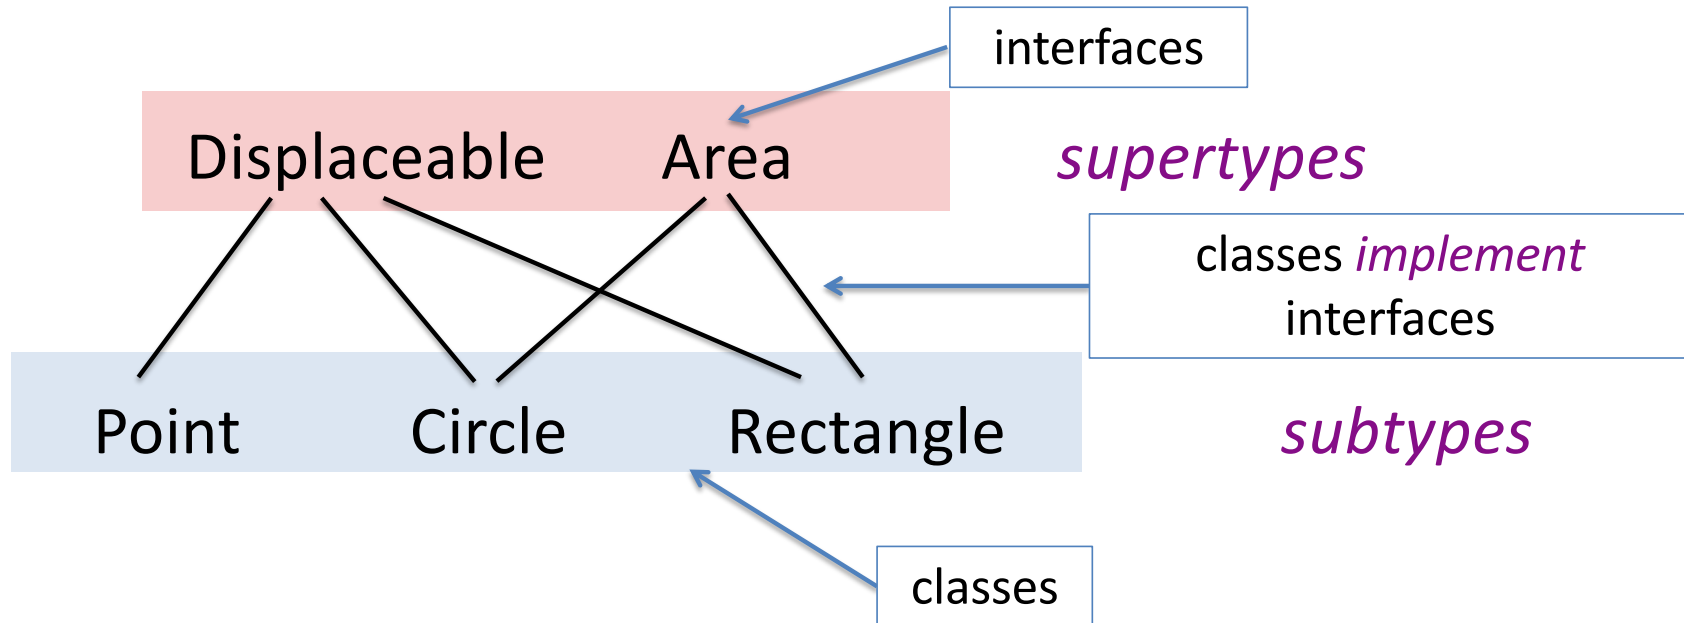 interfaces
Displaceable Area supertypes
classes implement
interfaces
Point Circle Rectangle subtypes
classes